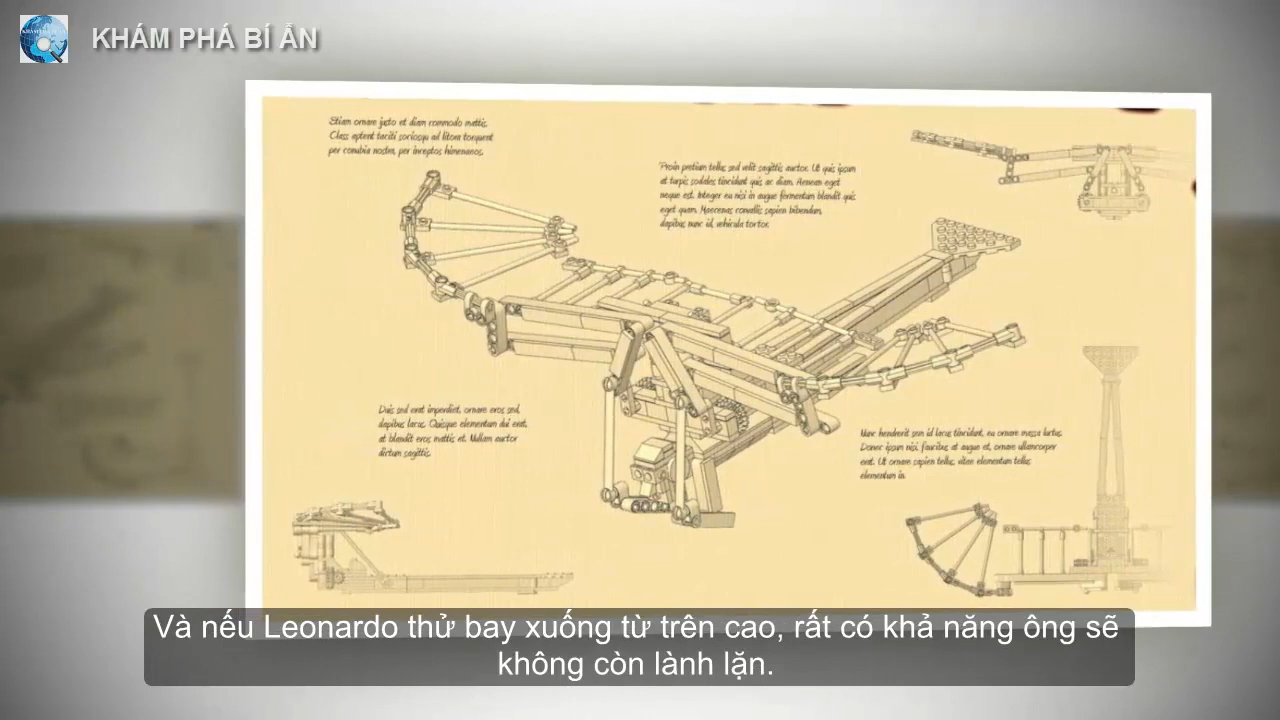 KHÁM PHÁ BÍ ẨN
Etiam ornare justo et diam commodo mattis.
Class aptent taciti sociosqu ad litora torquent
per conubia nostra, per inceptos himenaeos.
Proin pretium tellus sed velit sagittis auctor. Ut quis ipsum
at turpis sodales tincidunt quis ac diam. Aenean eget
neque est. Integer eu nisi in augue fermentum blandit quis
eget quam. Maecenas convallis sapien bibendum,
dapibus nunc id, vehicula tortor.
Duis sed erat imperdiet, ornare eros sed,
dapibus lacus. Quisque elementum dui erat,
at blandit eros mattis et. Nullam auctor
dictum sagittis.
Nunc hendrerit sem id lacus tincidunt, eu ornare massa luctus.
Donec ipsum nisi, faucibus at augue et, ornare ullamcorper
erat. Ut ornare sapien tellus, vitae elementum tellus
elementum in.
Và nếu Leonardo thử bay xuống từ trên cao, rất có khả năng ông sẽ
không còn lành lặn.